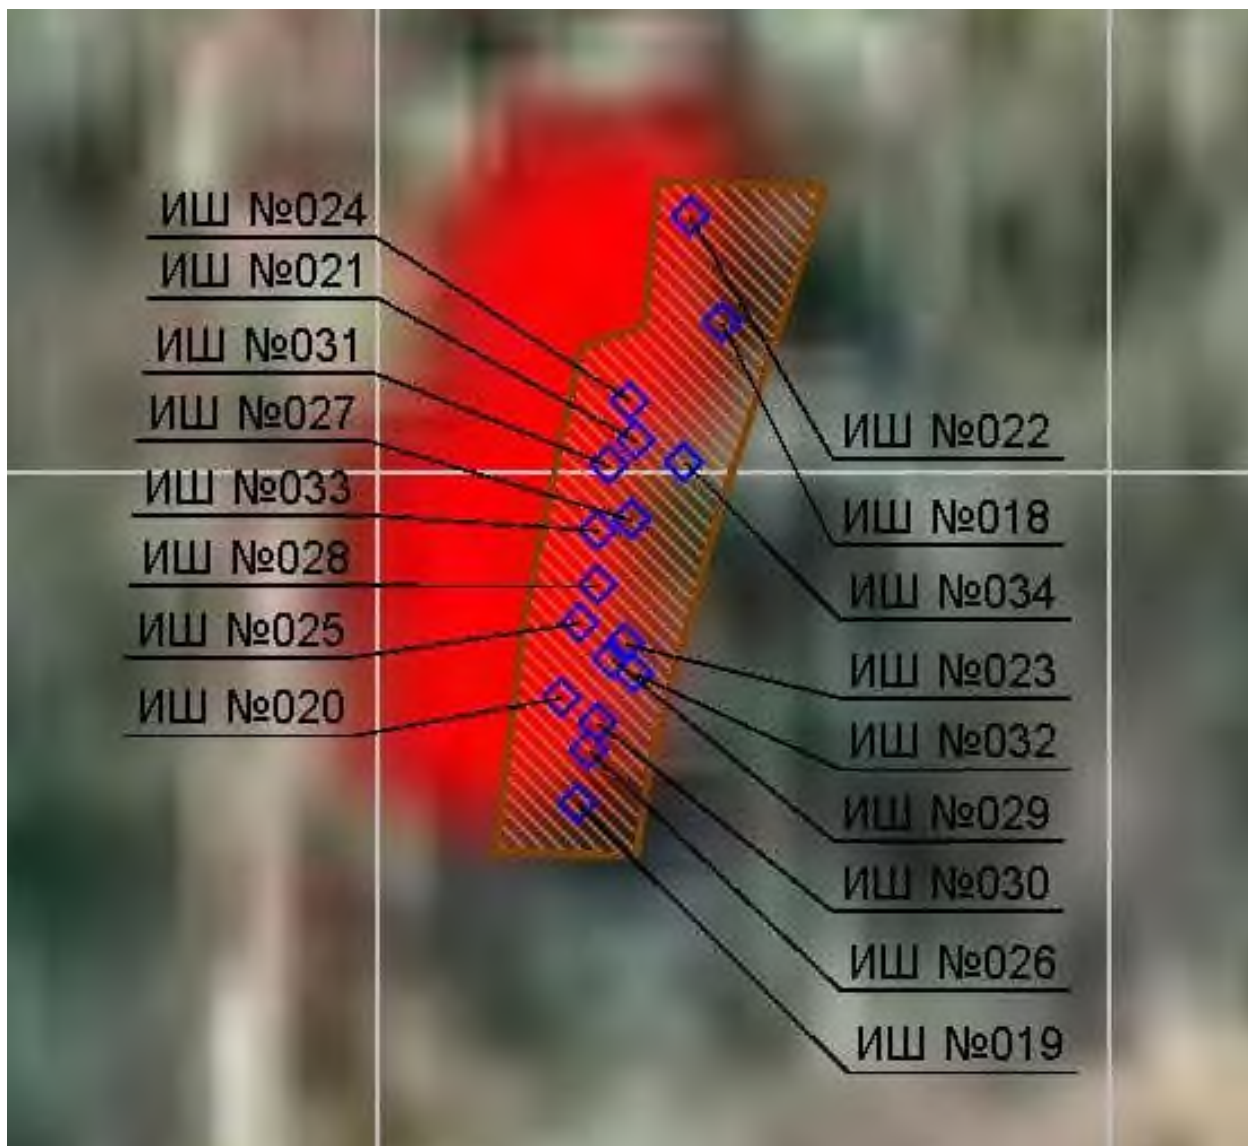 ИШ №024
ИШ №021
ИШ №031
ИШ №027
ИШ №033
ИШ №028
ИШ №025
ИШ №020
ИШ №022
ИШ №018
ИШ №034
ИШ №023
ИШ №032
ИШ №029
ИШ №030
ИШ №026
ИШ №019